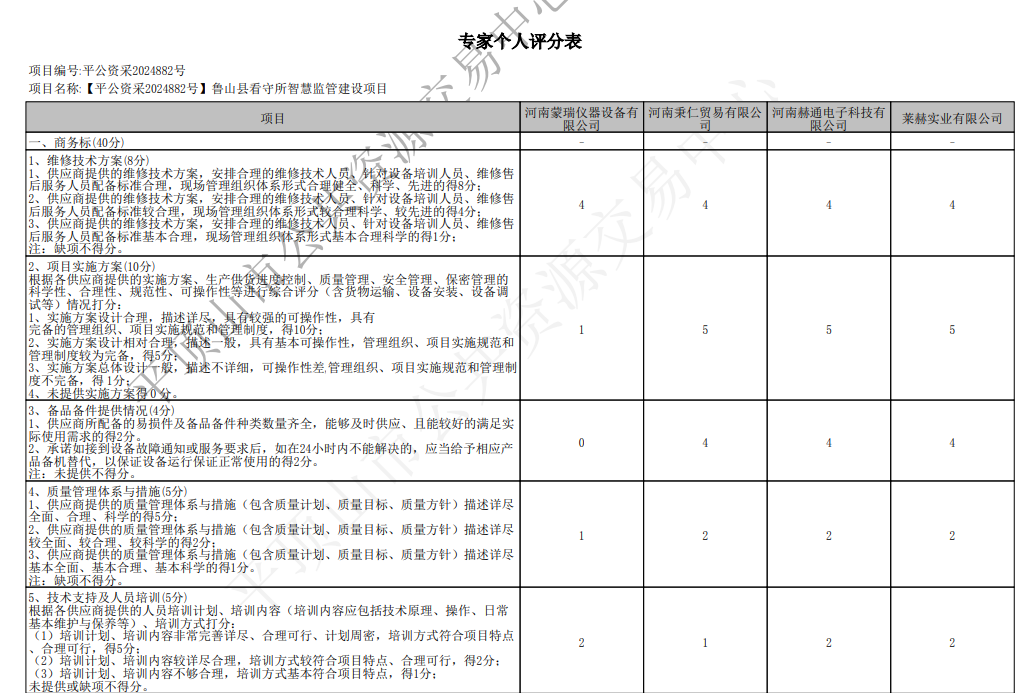 专家个人评分表
项目编号:平公资采2024882号
项目名称:【平公资采2024882号】鲁山县看守所智慧监管建设项目
项目
河南蒙瑞仪器设备有
限公司
河南秉仁贸易有限公
司
河南赫通电子科技有
限公司
莱赫实业有限公司
一、商务标(40分)
-
-
-
-
1、维修技术方案(8分)
1、供应商提供的维修技术方案，安排合理的维修技术人员、针对设备培训人员、维修售
后服务人员配备标准合理，现场管理组织体系形式合理健全、科学、先进的得8分；
2、供应商提供的维修技术方案，安排合理的维修技术人员、针对设备培训人员、维修售
后服务人员配备标准较合理，现场管理组织体系形式较合理科学、较先进的得4分；
3、供应商提供的维修技术方案，安排合理的维修技术人员、针对设备培训人员、维修售
后服务人员配备标准基本合理，现场管理组织体系形式基本合理科学的得1分；
注：缺项不得分。
4
4
4
4
2、项目实施方案(10分)
根据各供应商提供的实施方案、生产供货进度控制、质量管理、安全管理、保密管理的
科学性、合理性、规范性、可操作性等进行综合评分（含货物运输、设备安装、设备调
试等）情况打分：
1、实施方案设计合理，描述详尽，具有较强的可操作性，具有
完备的管理组织、项目实施规范和管理制度，得10分；
2、实施方案设计相对合理，描述一般，具有基本可操作性，管理组织、项目实施规范和
管理制度较为完备，得5分；
3、实施方案总体设计一般，描述不详细，可操作性差,管理组织、项目实施规范和管理制
度不完备，得 1分；
4、未提供实施方案得 0 分。
1
5
5
5
3、备品备件提供情况(4分)
1、供应商所配备的易损件及备品备件种类数量齐全，能够及时供应、且能较好的满足实
际使用需求的得2分。
2、承诺如接到设备故障通知或服务要求后，如在24小时内不能解决的，应当给予相应产
品备机替代，以保证设备运行保证正常使用的得2分。
注：未提供不得分。
0
4
4
4
4、质量管理体系与措施(5分)
1、供应商提供的质量管理体系与措施（包含质量计划、质量目标、质量方针）描述详尽
全面、合理、科学的得5分；
2、供应商提供的质量管理体系与措施（包含质量计划、质量目标、质量方针）描述详尽
较全面、较合理、较科学的得2分；
3、供应商提供的质量管理体系与措施（包含质量计划、质量目标、质量方针）描述详尽
基本全面、基本合理、基本科学的得1分。
注：缺项不得分。
1
2
2
2
5、技术支持及人员培训(5分)
根据各供应商提供的人员培训计划、培训内容（培训内容应包括技术原理、操作、日常
基本维护与保养等）、培训方式打分：
（1）培训计划、培训内容非常完善详尽、合理可行、计划周密，培训方式符合项目特点
、合理可行，得5分；
（2）培训计划、培训内容较详尽合理，培训方式较符合项目特点、合理可行，得2分；
（3）培训计划、培训内容不够合理，培训方式基本符合项目特点，得1分；
未提供或缺项不得分。
2
1
2
2
平顶山市公共资源交易中心
平顶山市公共资源交易中心